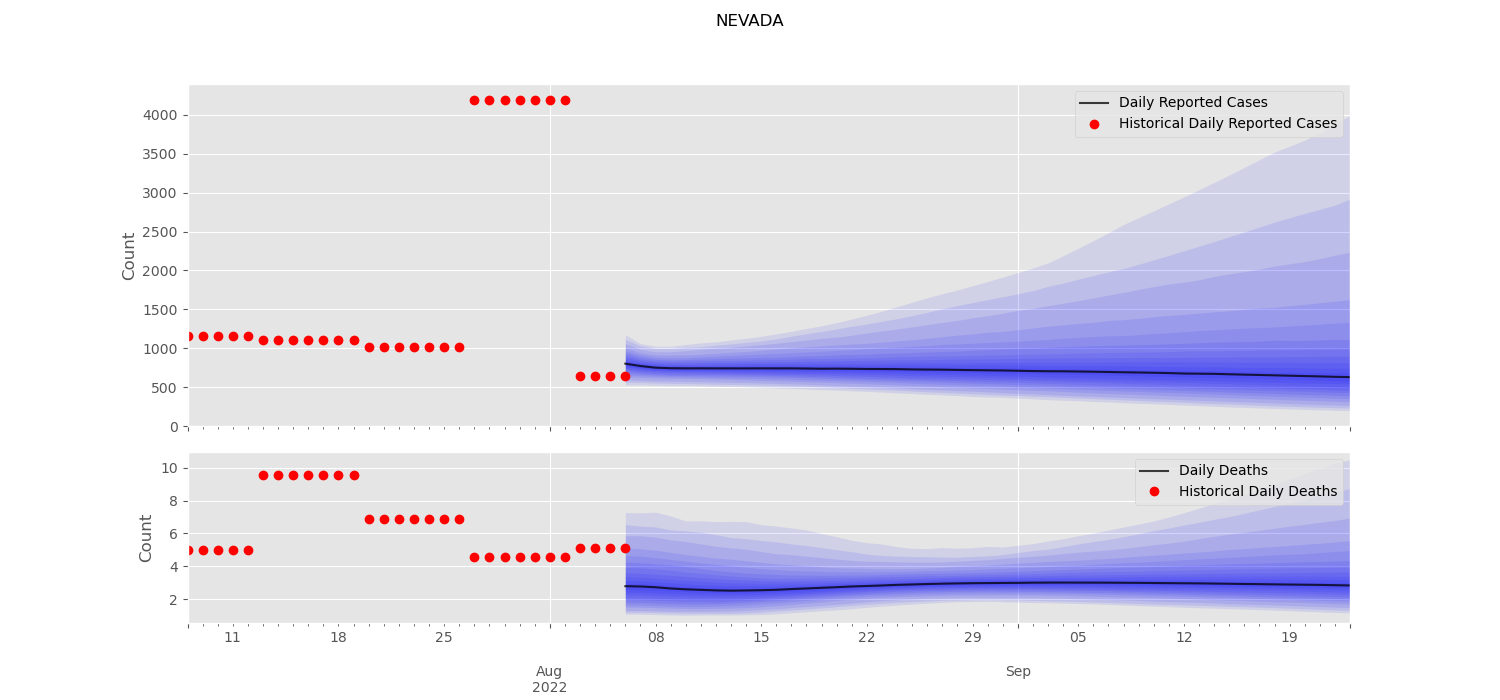 NEVADA
Daily Reported Cases
Historical Daily Reported Cases
4000
3500
3000
2500
2000
1500
1000
500
0
Count
Daily Deaths
Historical Daily Deaths
10
8
6
4
2
Count
11 18 25 08 15 22 29 05 12 19
Aug Sep
2022